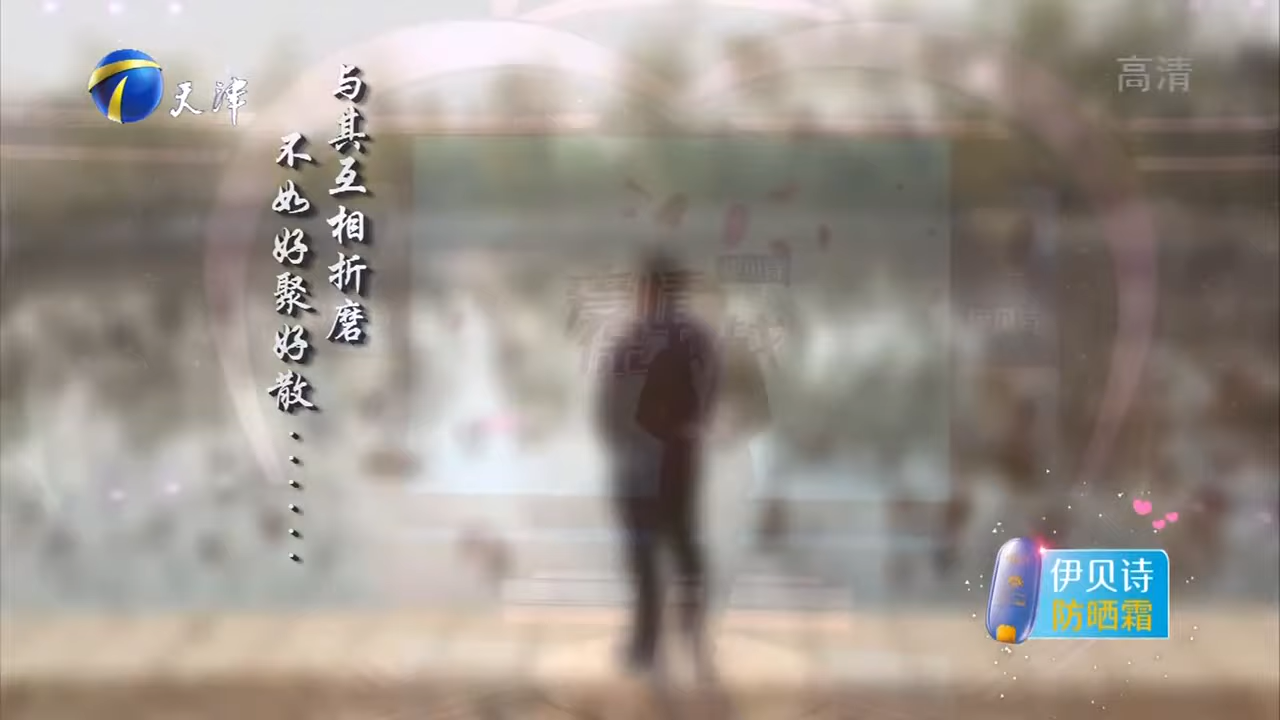 天津
高清
与其互相折磨
不如好聚好散......
伊贝诗
防晒霜